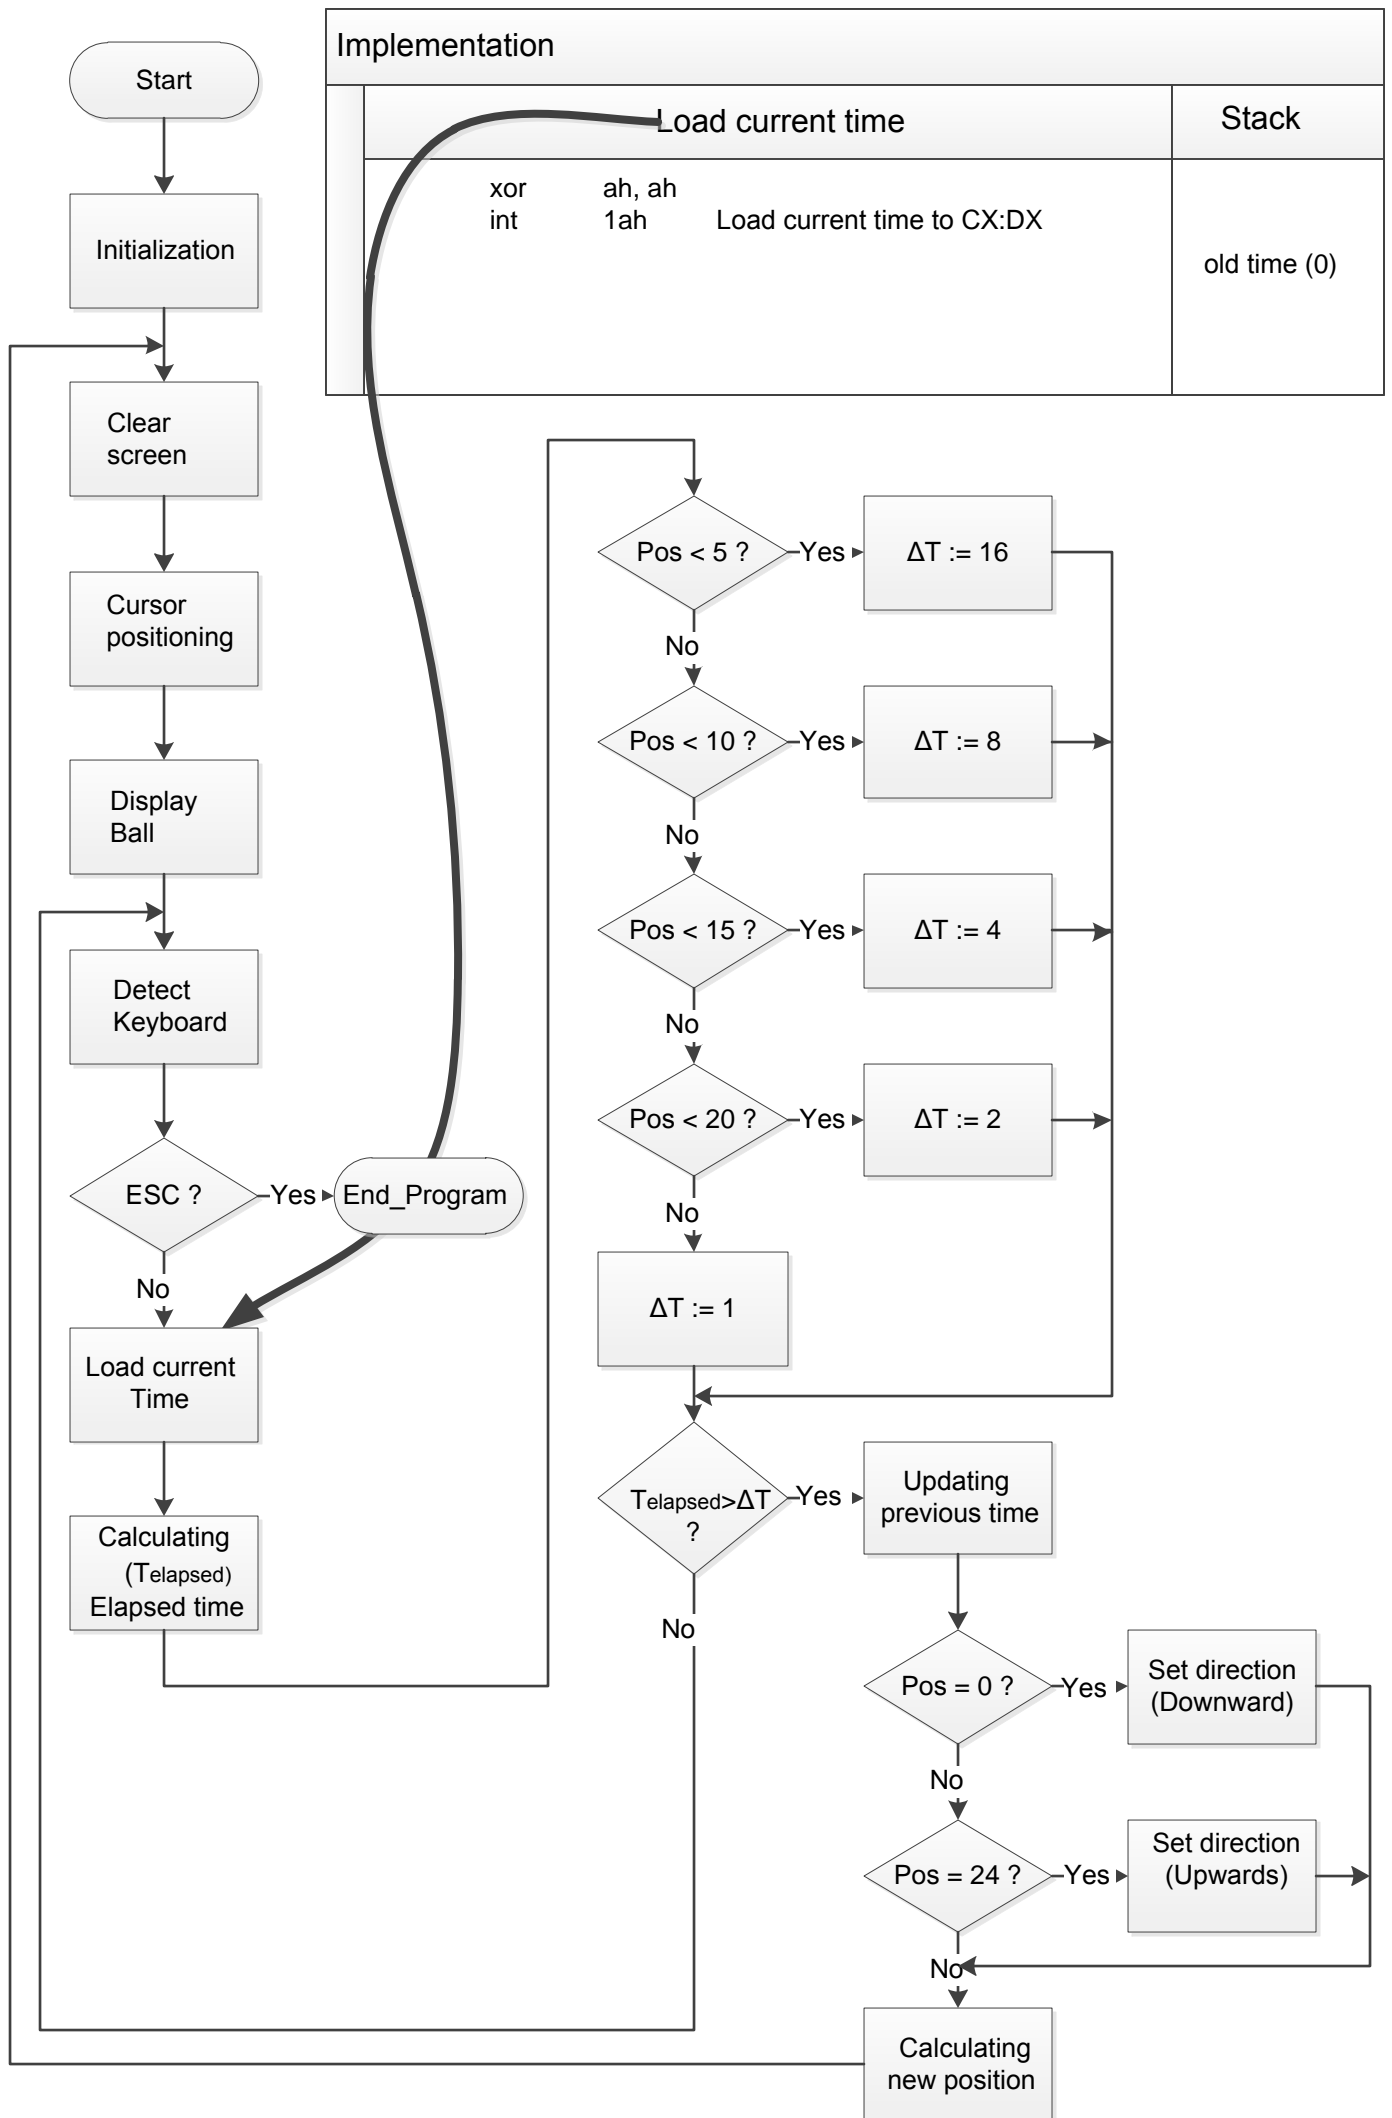 Implementation
Start
Load current time
Stack
xor ah, ah
int 1ah Load current time to CX:DX
old time (0)
Initialization
Clear
screen
Cursor
positioning
Display
Ball
Detect
Keyboard
ESC ?
Yes
End_Program
No
Load current
Time
Calculating
(Telapsed)
Elapsed time
Pos < 5 ?
Yes
ΔT := 16
No
Pos < 10 ?
Yes
ΔT := 8
No
Pos < 15 ?
Yes
ΔT := 4
No
Pos < 20 ?
Yes
ΔT := 2
No
ΔT := 1
Telapsed>ΔT
?
Yes
Updating
previous time
No
Pos = 0 ?
Yes
Set direction
(Downward)
No
Pos = 24 ?
Yes
Set direction
(Upwards)
No
Calculating
new position